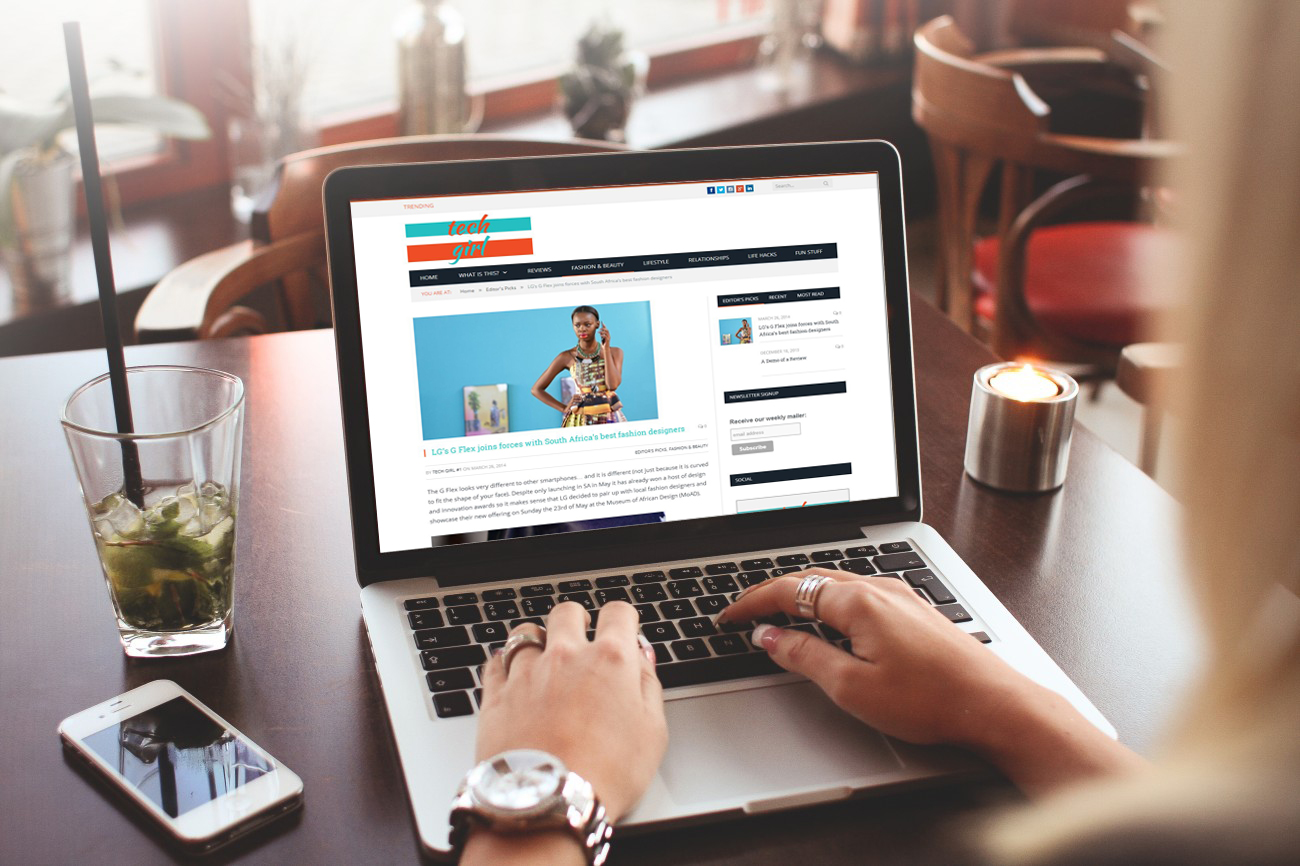 TRENDING
Search...
tech
girl
HOME WHAT IS THIS? REVIEWS FASHION & BEAUTY LIFESTYLE RELATIONSHIPS LIFE HACKS FUN STUFF
YOU ARE AT: Home » Editor's Picks » LG's G Flex joins forces with South Africa's best fashion designers
LG's G Flex joins forces with South Africa's best fashion designers
BY TECH GIRL #1 ON MARCH 26, 2014
EDITOR'S PICKS, FASHION & BEAUTY
The G Flex looks very different to other smartphones... and it is different (not just because it is curved
to fit the shape of your face). Despite only launching in SA in May it has already won a host of design
and innovation awards so it makes sense that LG decided to pair up with local fashion designers and
showcase their new offering on Sunday the 23rd of May at the Museum of African Design (MoAD).
EDITOR'S PICKS RECENT MOST READ
MARCH 26, 2014
LG's G Flex joins forces with South
Africa's best fashion designers
A Demo of a Review
NEWSLETTER SIGNUP
Receive our weekly mailer:
email address
Subscribe
SOCIAL